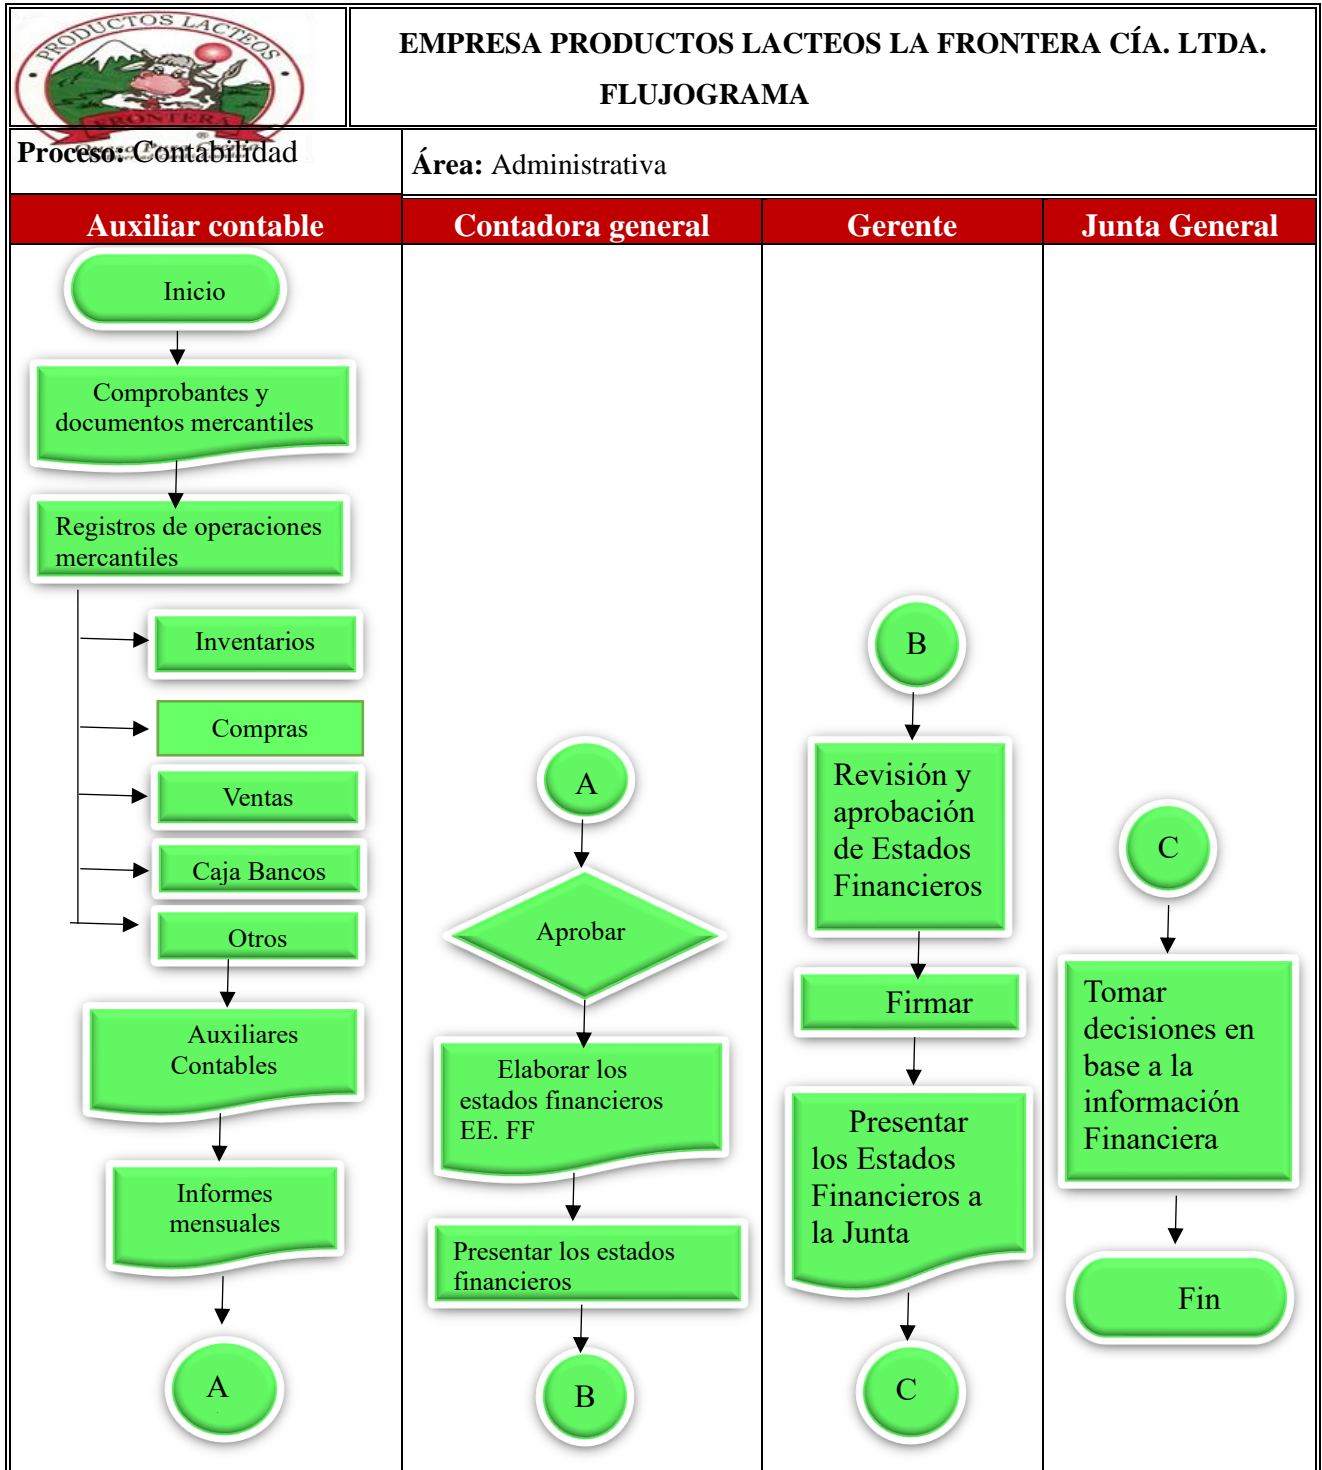 PRODUCTOS LACTEOS
FRONTERA
EMPRESA PRODUCTOS LACTEOS LA FRONTERA CÍA. LTDA.
FLUJOGRAMA
Proceso: Contabilidad
Área: Administrativa
Auxiliar contable
Contadora general
Gerente
Junta General
Inicio
Comprobantes y
documentos mercantiles
Registros de operaciones
mercantiles
Inventarios
Compras
Ventas
Caja Bancos
Otros
Auxiliares
Contables
Informes
mensuales
A
A
Aprobar
Elaborar los
estados financieros
EE. FF
Presentar los estados
financieros
B
B
Revisión y
aprobación
de Estados
Financieros
Firmar
Presentar
los Estados
Financieros a
la Junta
C
C
Tomar
decisiones en
base a la
información
Financiera
Fin